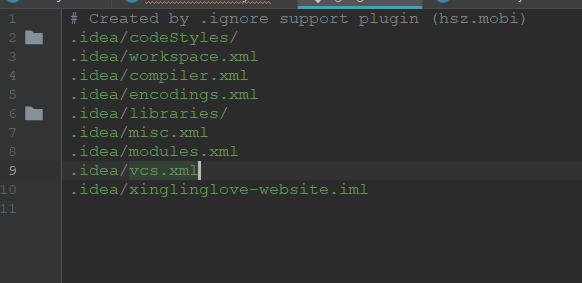 1 # Created by .ignore support plugin (hsz.mobi)
2 .idea/codeStyles/
3 .idea/workspace.xml
4 .idea/compiler.xml
5 .idea/encodings.xml
6 .idea/libraries/
7 .idea/misc.xml
8 .idea/modules.xml
9 .idea/vcs.xml
10 .idea/xinglinglove-website.iml
11